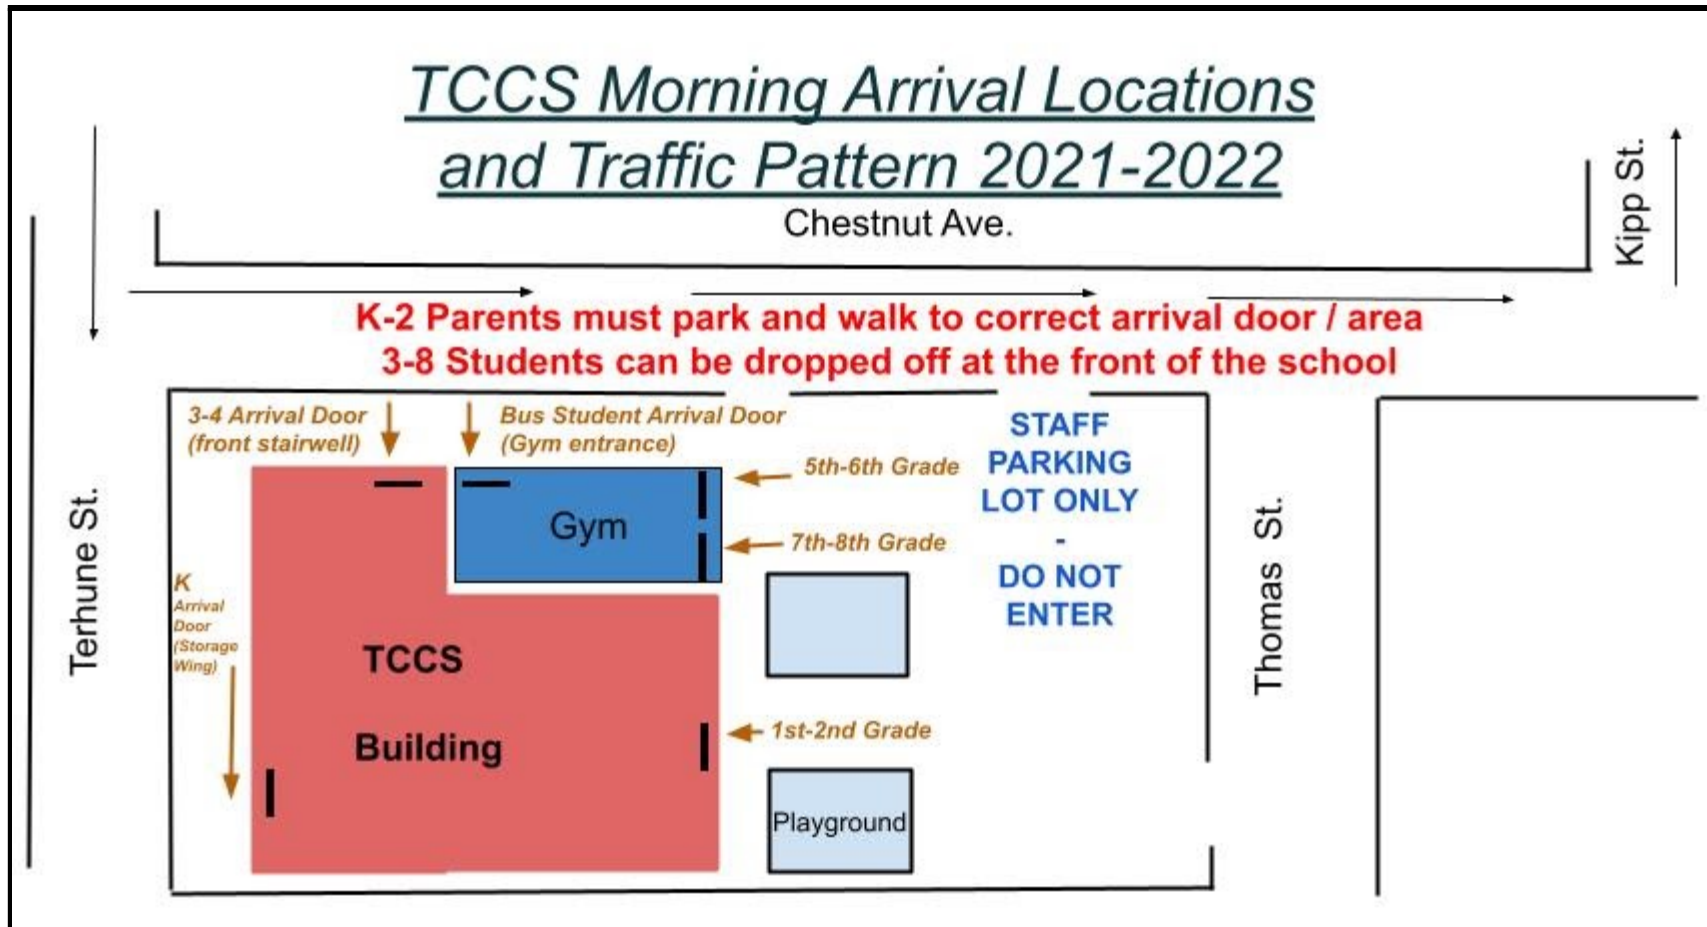 TCCS Morning Arrival Locations
and Traffic Pattern 2021-2022
Chestnut Ave.
Kipp St.
K-2 Parents must park and walk to correct arrival door / area
3-8 Students can be dropped off at the front of the school
3-4 Arrival Door
(front stairwell)
Bus Student Arrival Door
(Gym entrance)
STAFF
PARKING
LOT ONLY
-
DO NOT
ENTER
5th-6th Grade
Gym
7th-8th Grade
Terhune St.
Thomas St.
K
Arrival
Door
(Storage
Wing)
TCCS
Building
1st-2nd Grade
Playground